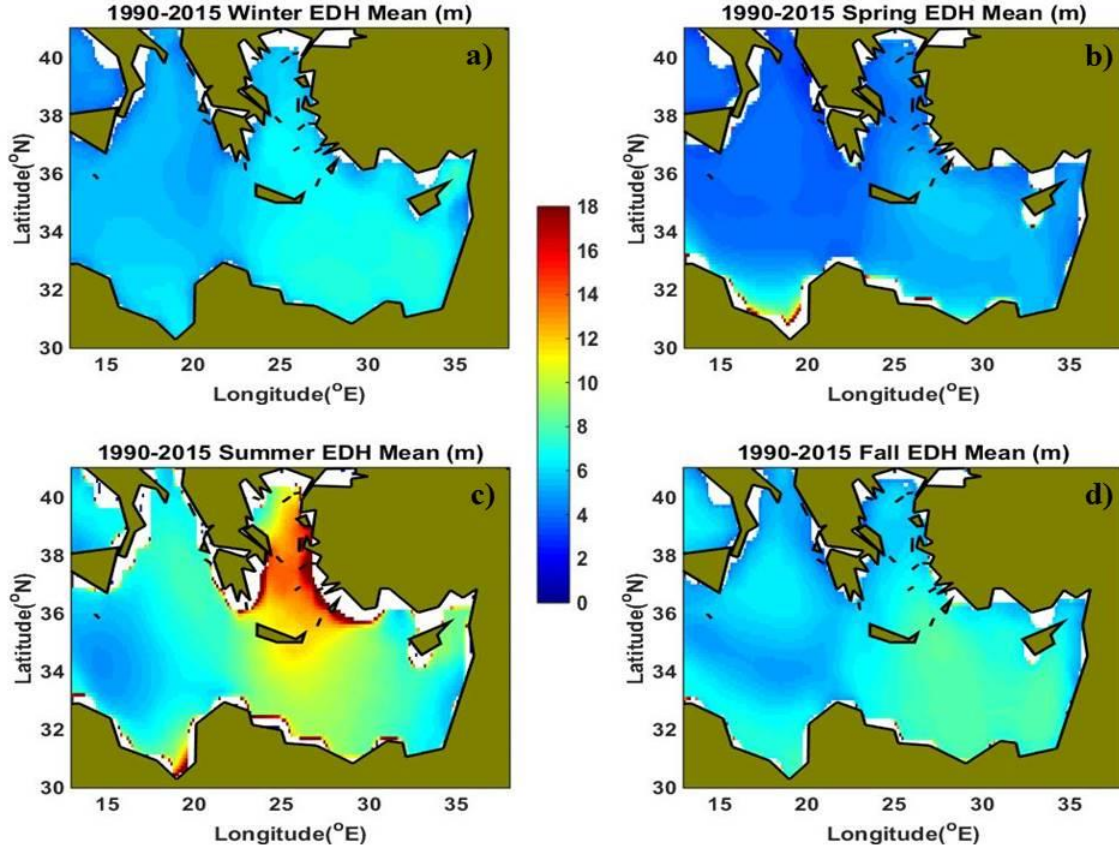 1990-2015 Winter EDH Mean (m)
a)
40
38
36
34
32
30
Latitude(°N)
15 20 25 30 35
Longitude(°E)
1990-2015 Spring EDH Mean (m)
b)
40
38
36
34
32
30
Latitude(°N)
15 20 25 30 35
Longitude(°E)
18
16
14
12
10
8
6
4
2
0
1990-2015 Summer EDH Mean (m)
c)
40
38
36
34
32
30
Latitude(°N)
15 20 25 30 35
Longitude(°E)
1990-2015 Fall EDH Mean (m)
d)
40
38
36
34
32
30
Latitude(°N)
15 20 25 30 35
Longitude(°E)